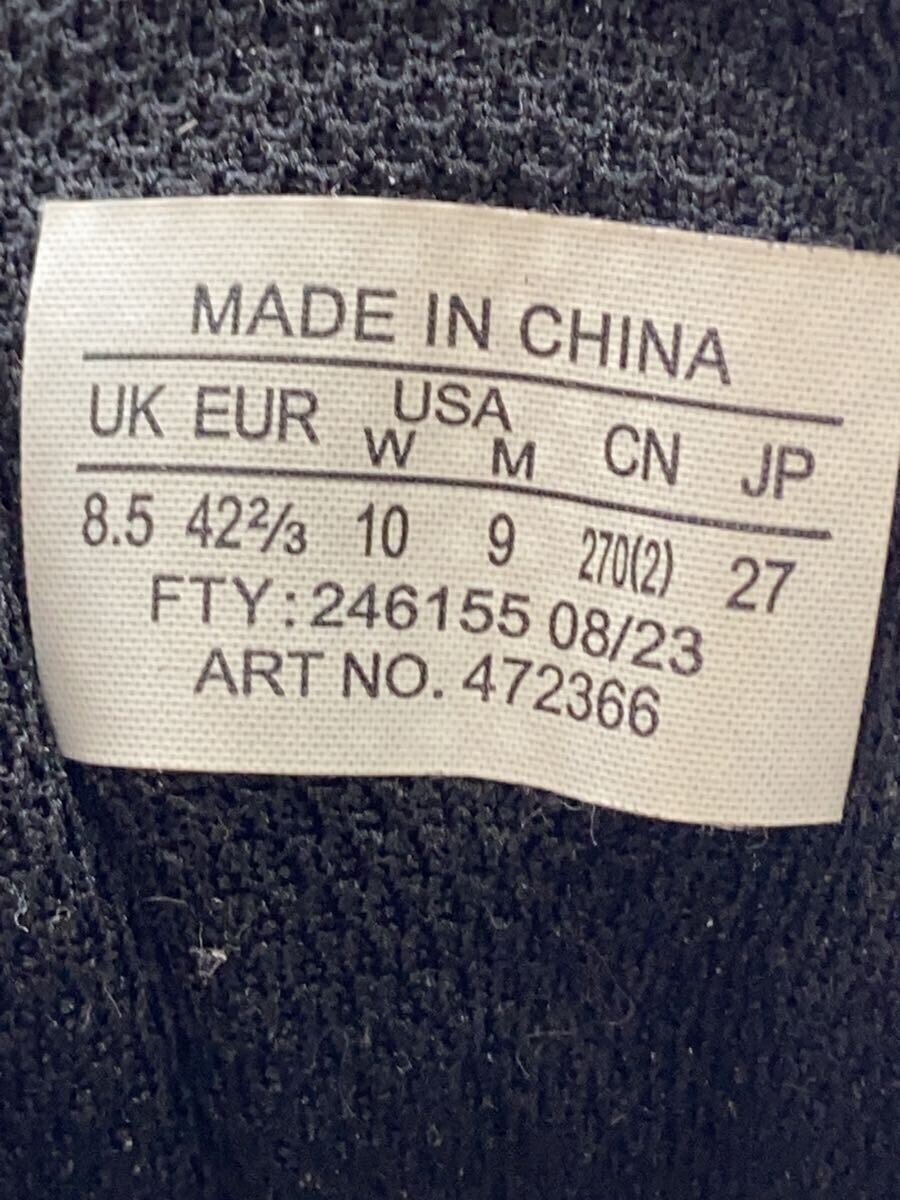 MADE IN CHINA
UK EUR USA CN JP
W M
8.5 42⅔ 10 9 270(2) 27
FTY: 246155 08/23
ART NO. 472366